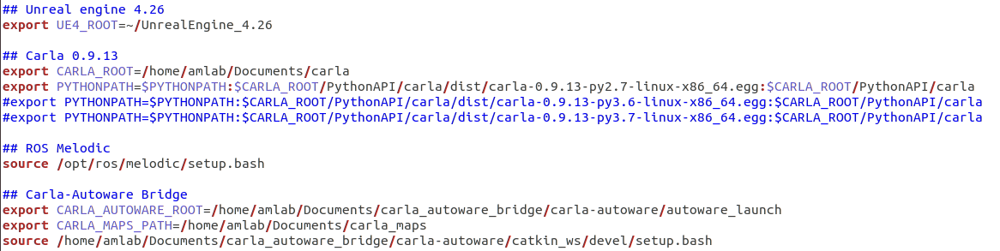 ## Unreal engine 4.26
export UE4_ROOT=~/UnrealEngine_4.26
## Carla 0.9.13
export CARLA_ROOT=/home/amlab/Documents/carla
export PYTHONPATH=$PYTHONPATH:$CARLA_ROOT/PythonAPI/carla/dist/carla-0.9.13-py2.7-linux-x86_64.egg:$CARLA_ROOT/PythonAPI/carla
#export PYTHONPATH=$PYTHONPATH:$CARLA_ROOT/PythonAPI/carla/dist/carla-0.9.13-py3.6-linux-x86_64.egg:$CARLA_ROOT/PythonAPI/carla
#export PYTHONPATH=$PYTHONPATH:$CARLA_ROOT/PythonAPI/carla/dist/carla-0.9.13-py3.7-linux-x86_64.egg:$CARLA_ROOT/PythonAPI/carla
## ROS Melodic
source /opt/ros/melodic/setup.bash
## Carla-Autoware Bridge
export CARLA_AUTOWARE_ROOT=/home/amlab/Documents/carla_autoware_bridge/carla-autoware/autoware_launch
export CARLA_MAPS_PATH=/home/amlab/Documents/carla_maps
source /home/amlab/Documents/carla_autoware_bridge/carla-autoware/catkin_ws/devel/setup.bash